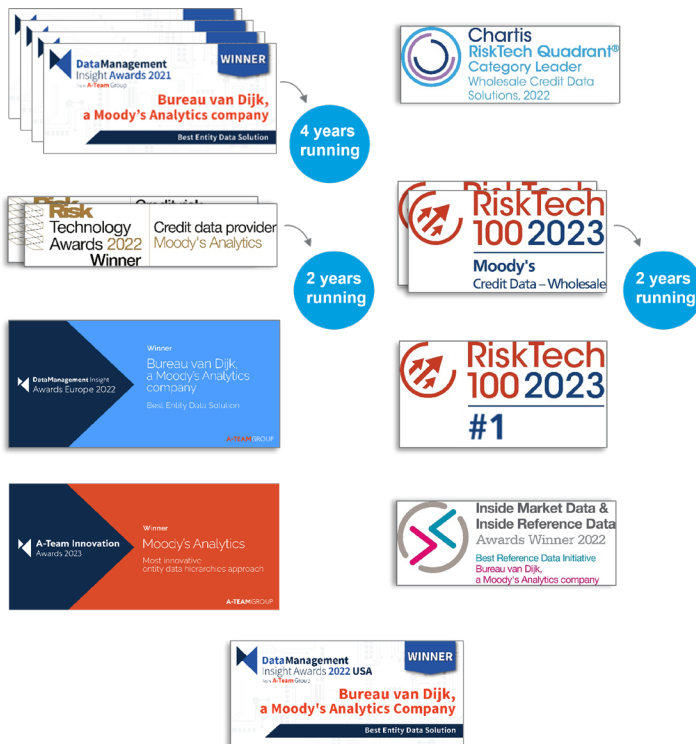 WINNER
DataManagement
Insight Awards 2021
from A-Team Group
Bureau van Dijk,
a Moody's Analytics company
Best Entity Data Solution
4 years
running
Chartis
RiskTech Quadrant®
Category Leader
Wholesale Credit Data
Solutions, 2022
Risk
Technology
Awards 2022
Winner
Credit data provider
Moody's Analytics
2 years
running
RiskTech
100 2023
Moody's
Credit Data – Wholesale
2 years
running
DataManagement Insight
Awards Europe 2022
Winner
Bureau van Dijk,
a Moody's Analytics
company
Best Entity Data Solution
A-TEAMGROUP
RiskTech
100 2023
#1
A-Team Innovation
Awards 2023
Winner
Moody's Analytics
Most innovative
entity data hierarchies approach
A-TEAMGROUP
Inside Market Data &
Inside Reference Data
Awards Winner 2022
Best Reference Data Initiative
Bureau van Dijk,
a Moody's Analytics company
WINNER
DataManagement
Insight Awards 2022 USA
from A-Team Group
Bureau van Dijk,
a Moody's Analytics Company
Best Entity Data Solution